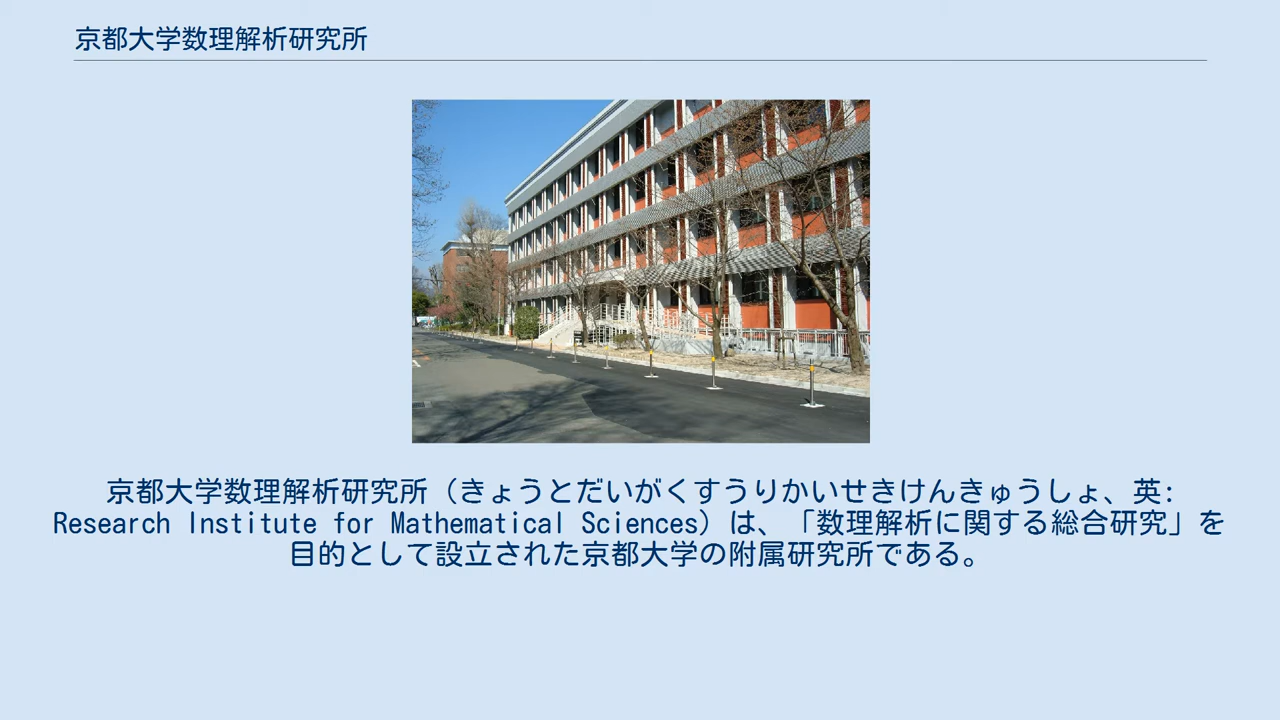 京都大学数理解析研究所
京都大学数理解析研究所（きょうとだいがくすうりかいせきけんきゅうしょ、英:
Research Institute for Mathematical Sciences）は、「数理解析に関する総合研究」を
目的として設立された京都大学の附属研究所である。